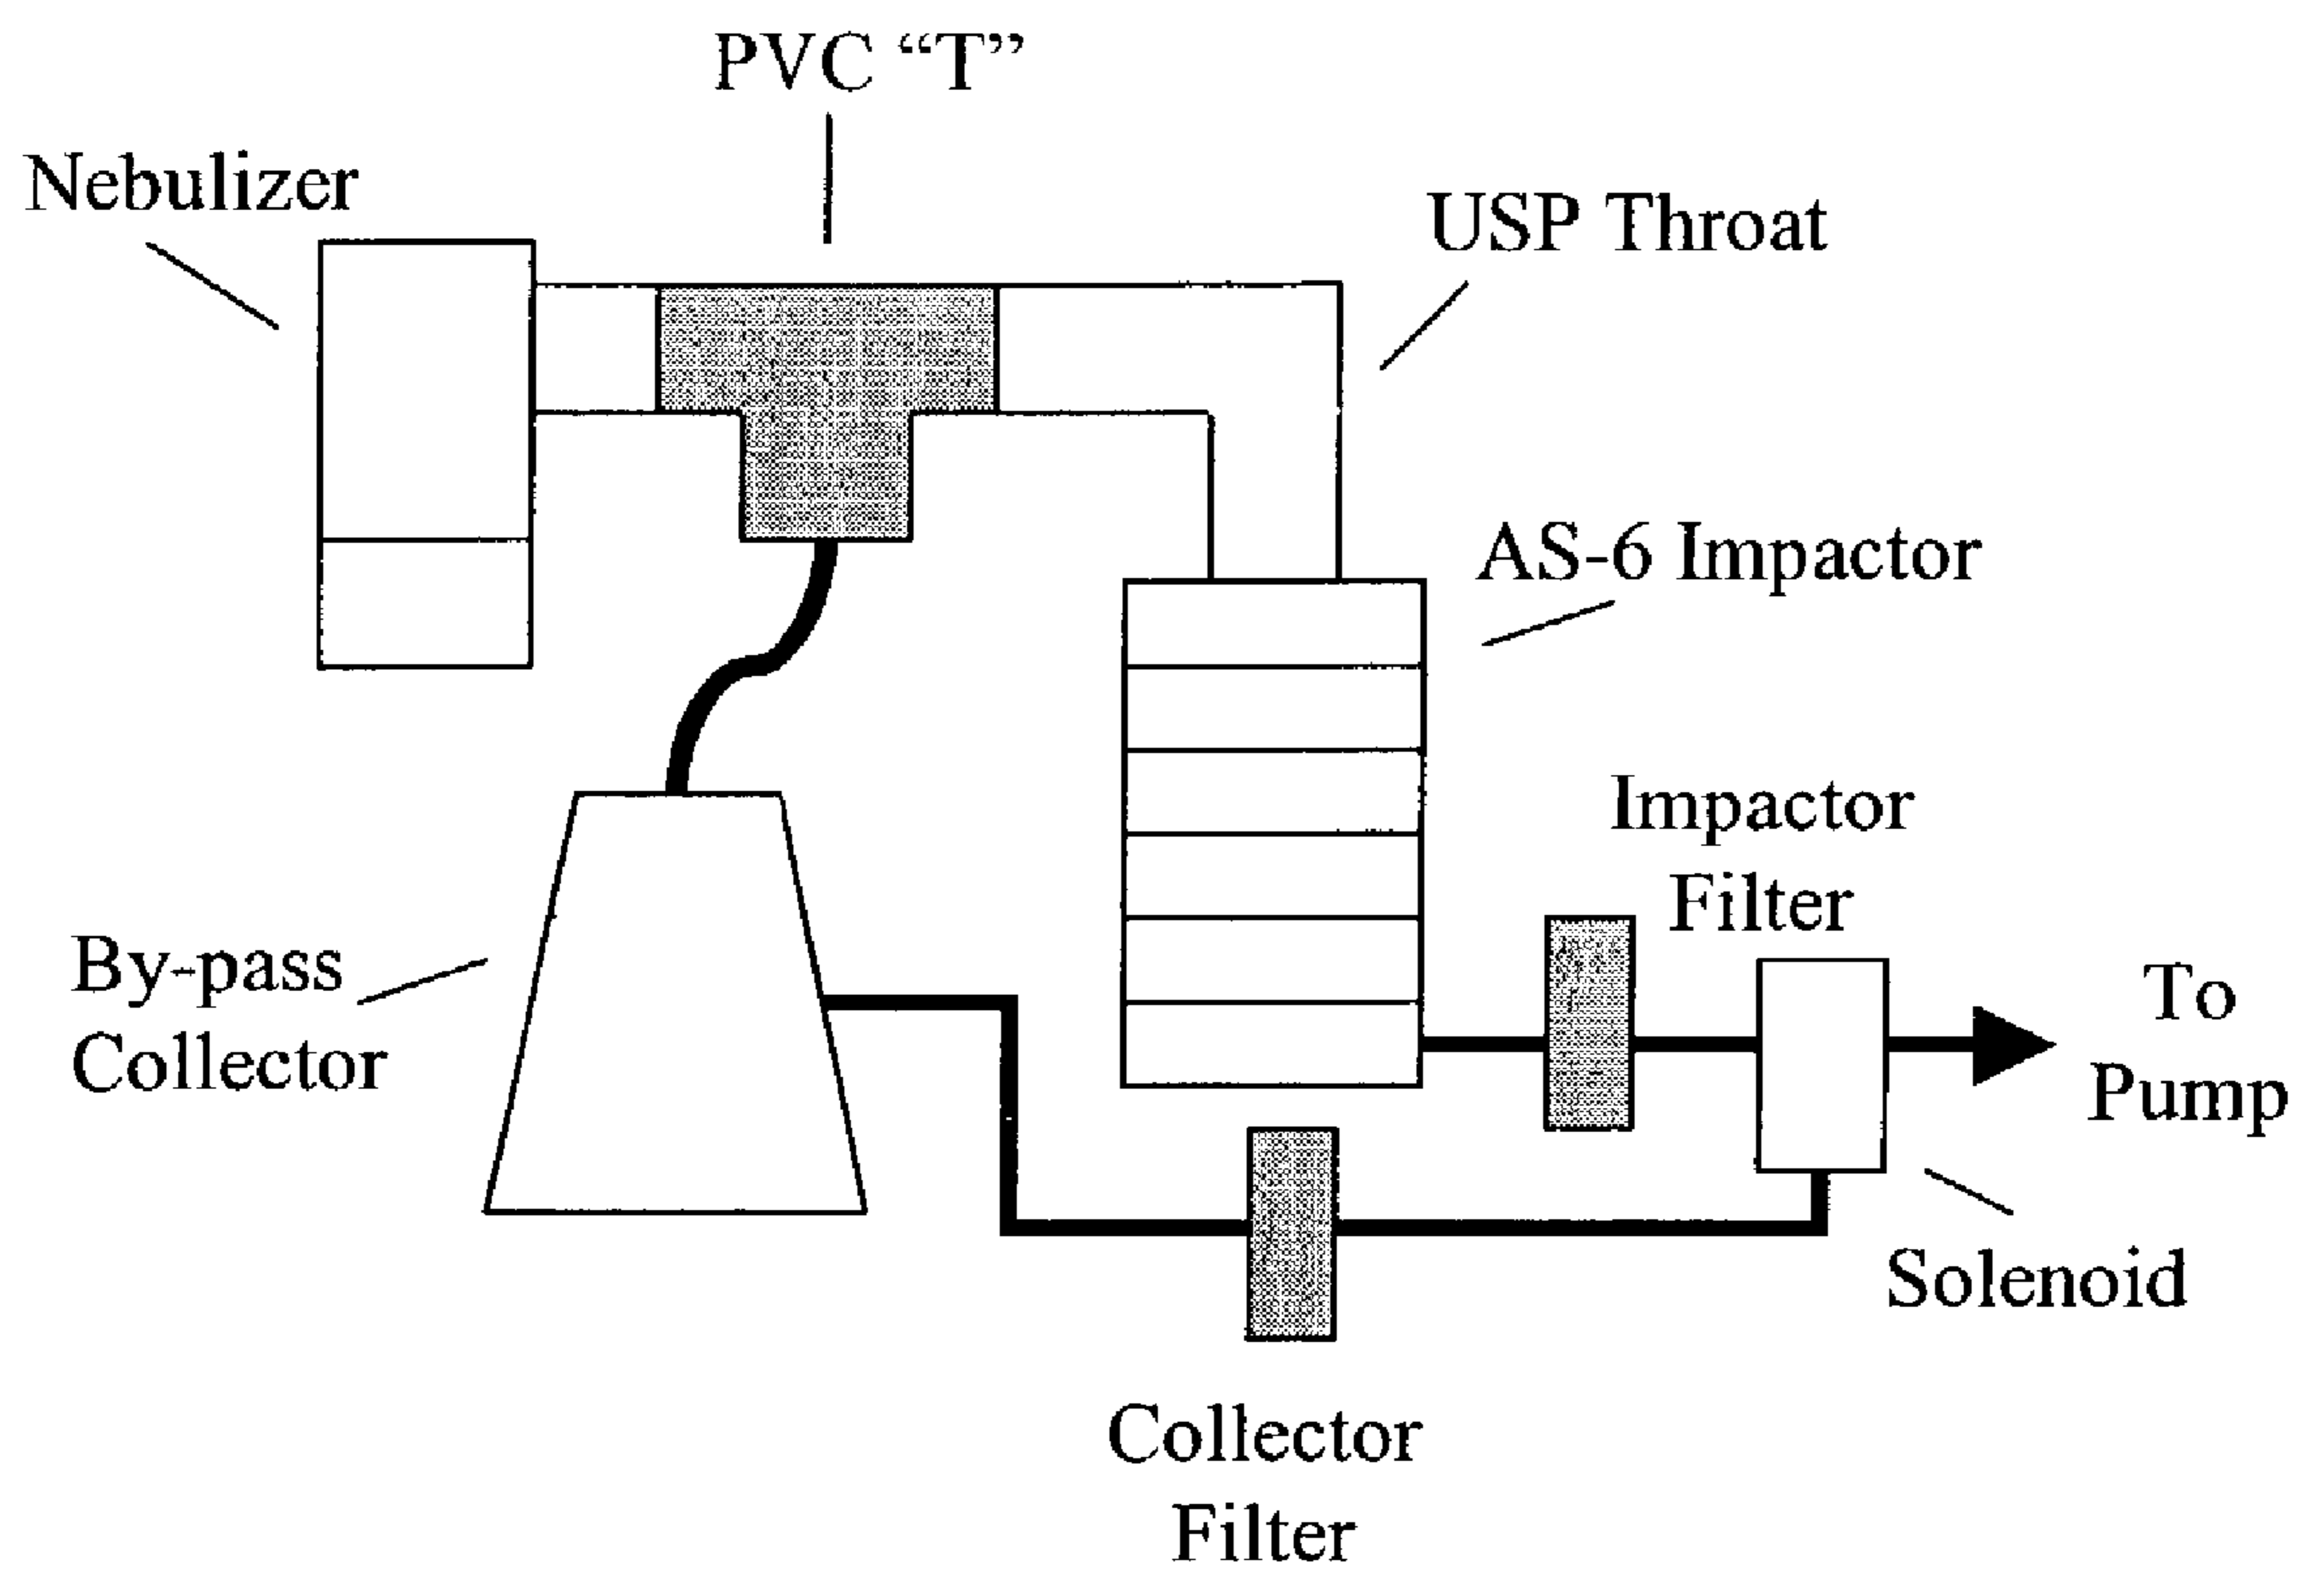 PVC “T”
Nebulizer
USP Throat
AS-6 Impactor
Impactor
Filter
By-pass
Collector
To
Pump
Solenoid
Collector
Filter